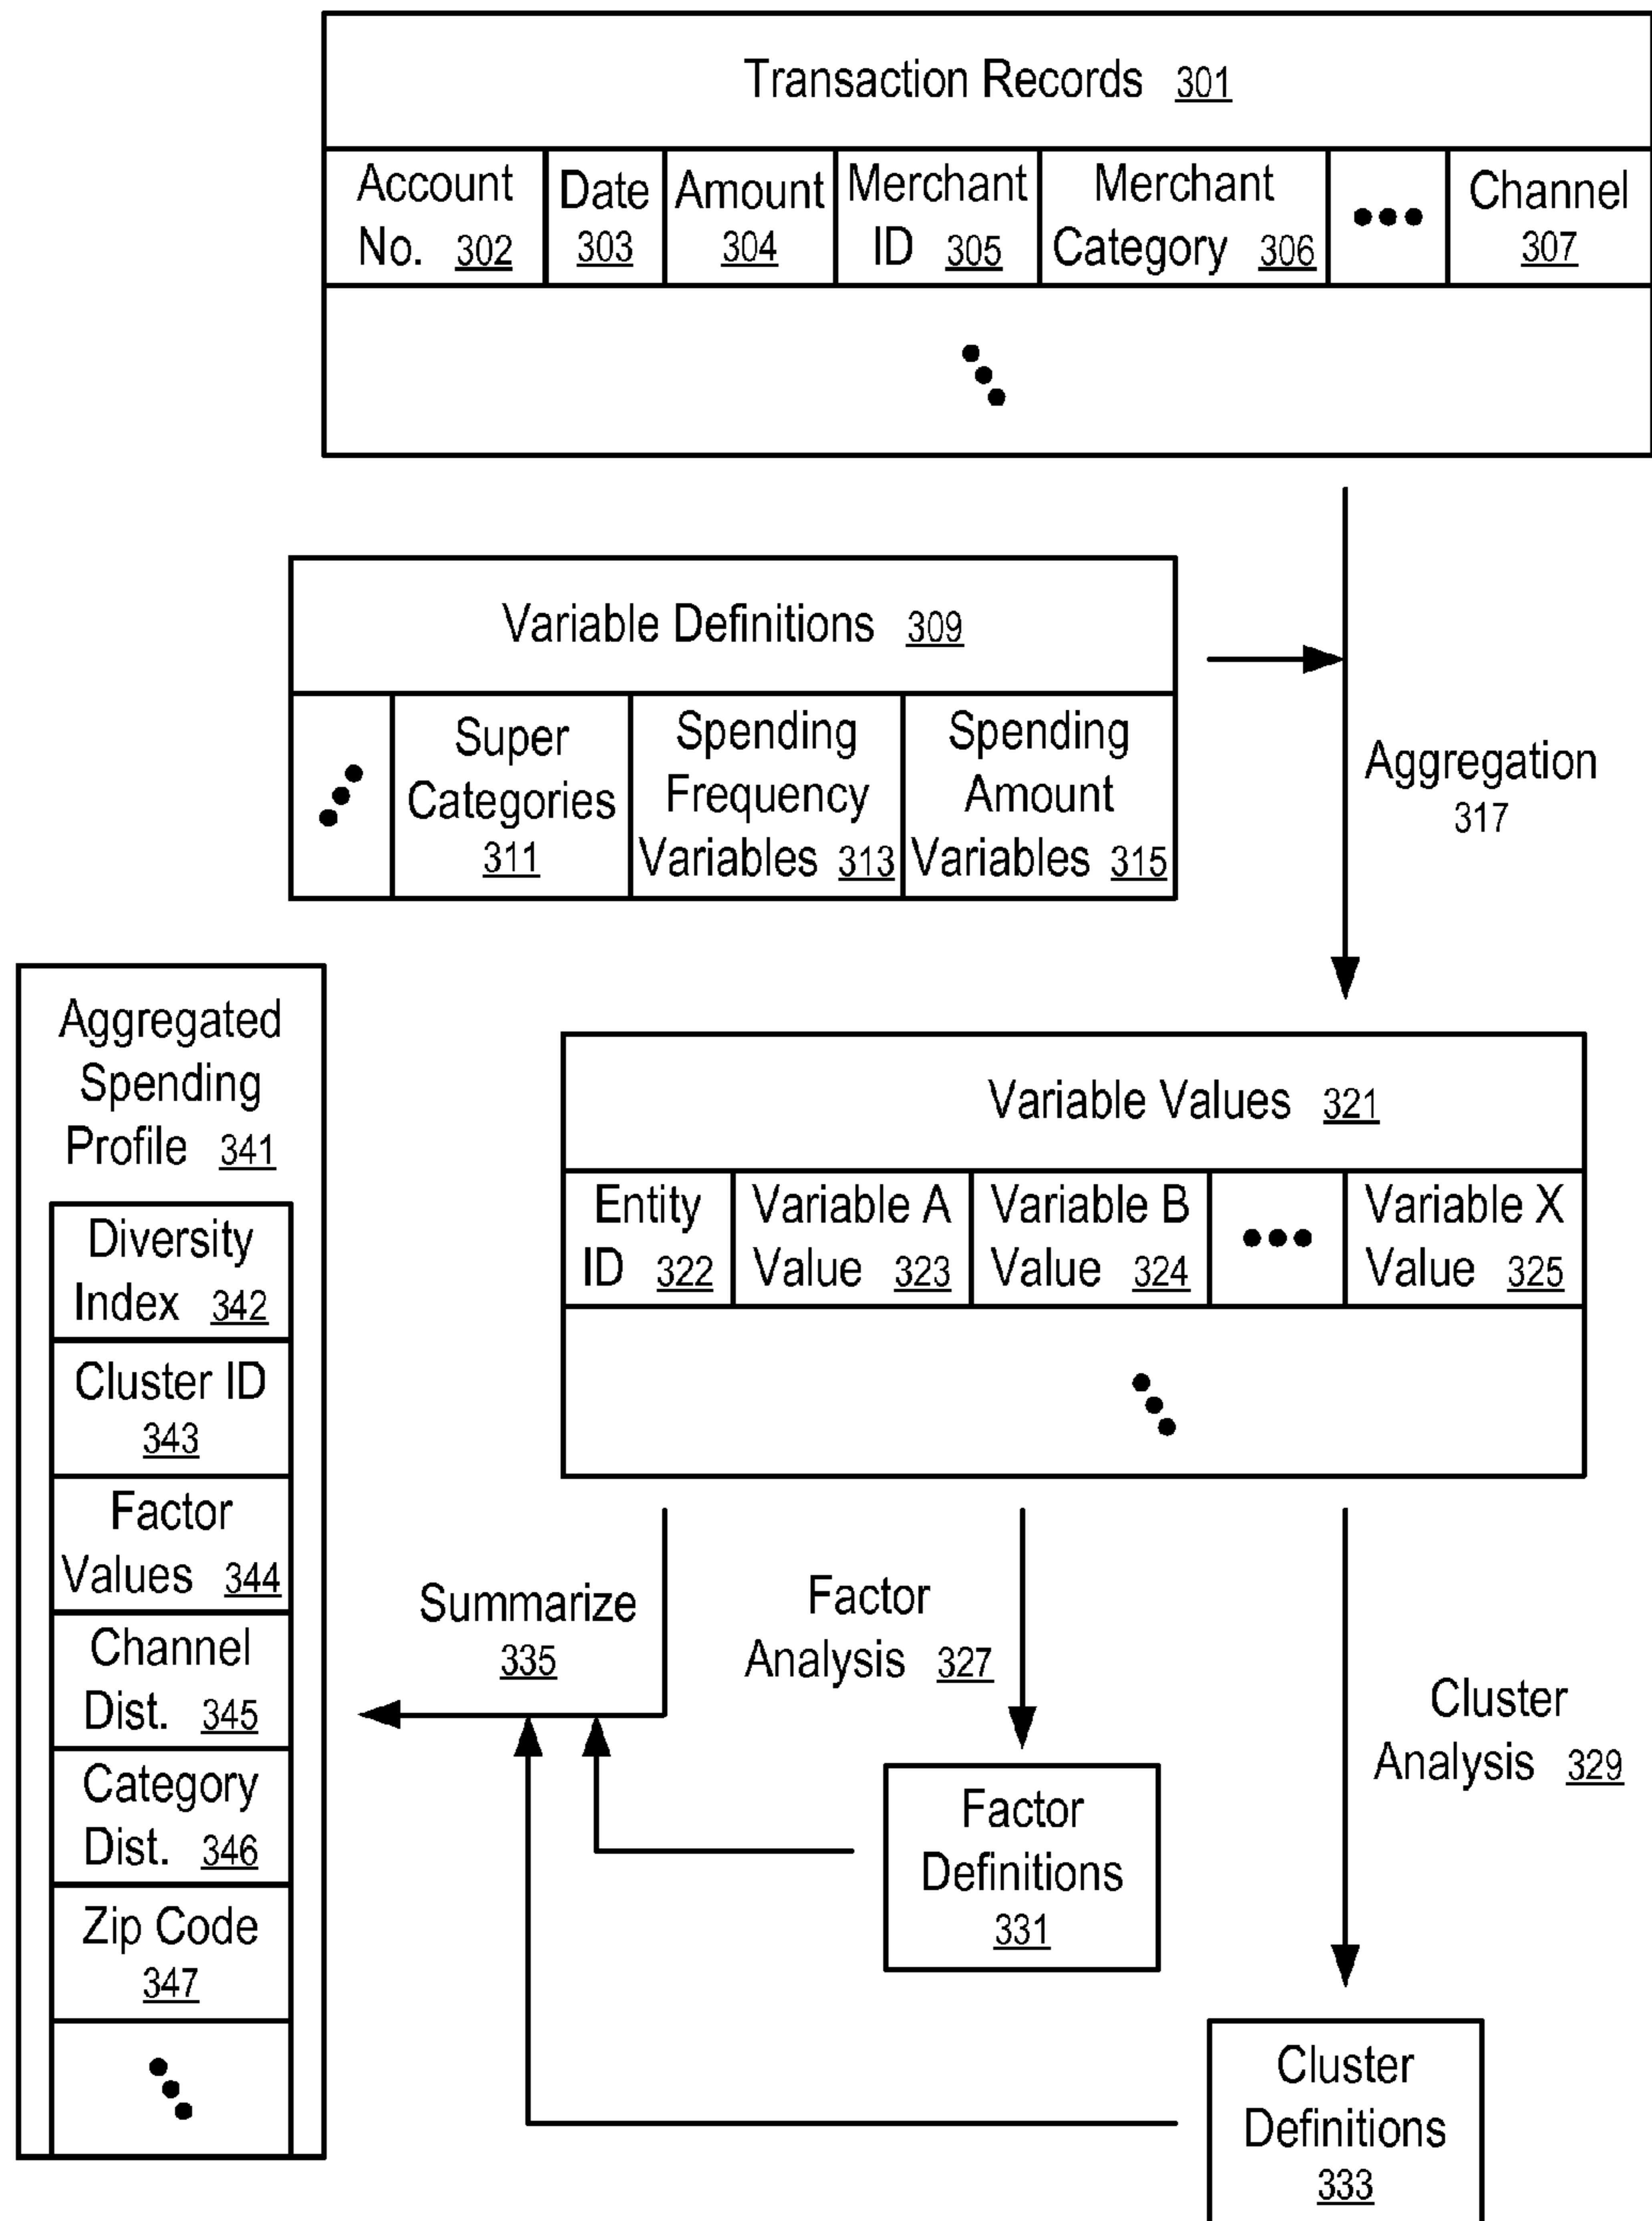 Transaction Records 301
Account No. 302
Date 303
Amount 304
Merchant ID 305
Merchant Category 306
•••
Channel 307
Variable Definitions 309
Super Categories 311
Spending Frequency Variables 313
Spending Amount Variables 315
Aggregation 317
Aggregated Spending Profile 341
Diversity Index 342
Cluster ID 343
Factor Values 344
Channel Dist. 345
Category Dist. 346
Zip Code 347
Variable Values 321
Entity ID 322
Variable A Value 323
Variable B Value 324
•••
Variable X Value 325
Summarize 335
Factor Analysis 327
Cluster Analysis 329
Factor Definitions 331
Cluster Definitions 333